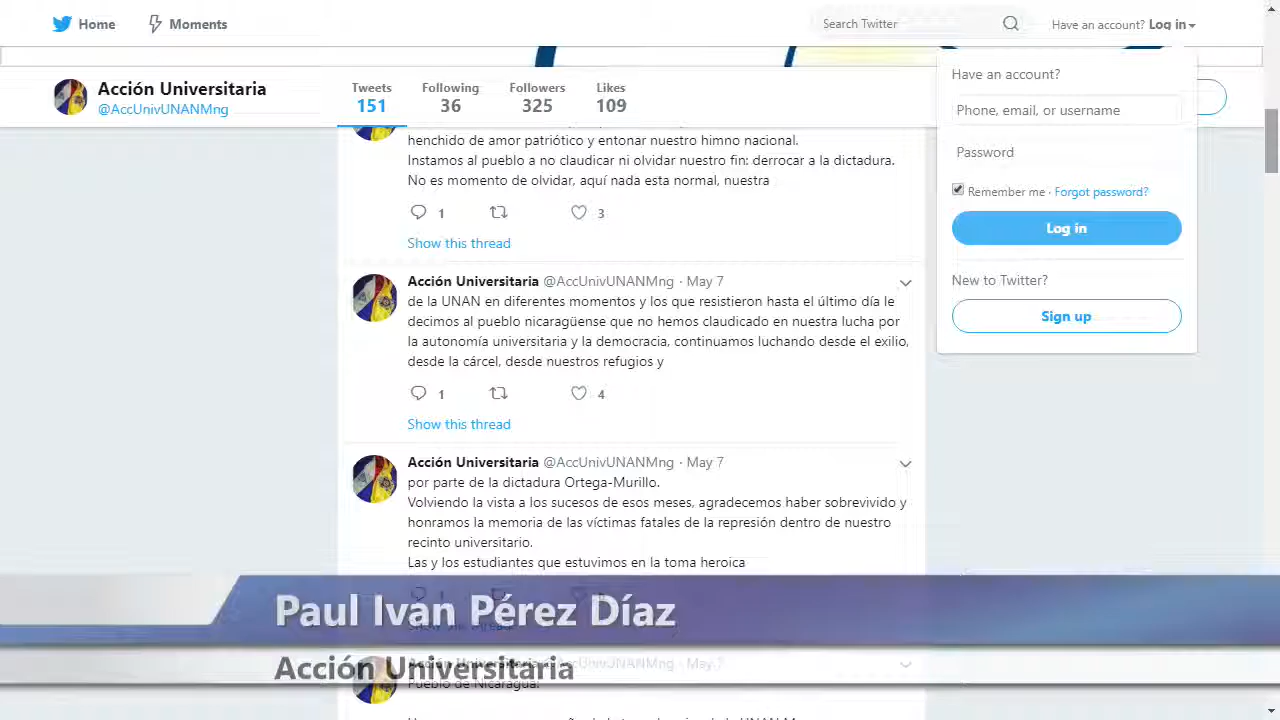 Home
Moments
Search Twitter
Have an account? Log in
Acción Universitaria
@AccUnivUNANMng
Tweets
151
Following
36
Followers
325
Likes
109
Have an account?
Phone, email, or username
Password
Remember me · Forgot password?
Log in
New to Twitter?
Sign up
henchido de amor patriótico y entonar nuestro himno nacional.
Instamos al pueblo a no claudicar ni olvidar nuestro fin: derrocar a la dictadura.
No es momento de olvidar, aquí nada esta normal, nuestra
1
3
Show this thread
Acción Universitaria @AccUnivUNANMng · May 7
de la UNAN en diferentes momentos y los que resistieron hasta el último día le
decimos al pueblo nicaragüense que no hemos claudicado en nuestra lucha por
la autonomía universitaria y la democracia, continuamos luchando desde el exilio,
desde la cárcel, desde nuestros refugios y
1
4
Show this thread
Acción Universitaria @AccUnivUNANMng · May 7
por parte de la dictadura Ortega-Murillo.
Volviendo la vista a los sucesos de esos meses, agradecemos haber sobrevivido y
honramos la memoria de las víctimas fatales de la represión dentro de nuestro
recinto universitario.
Las y los estudiantes que estuvimos en la toma heroica
Paul Ivan Pérez Díaz
Acción Universitaria
Acción Universitaria @AccUnivUNANMng · May 7
Pueblo de Nicaragua: